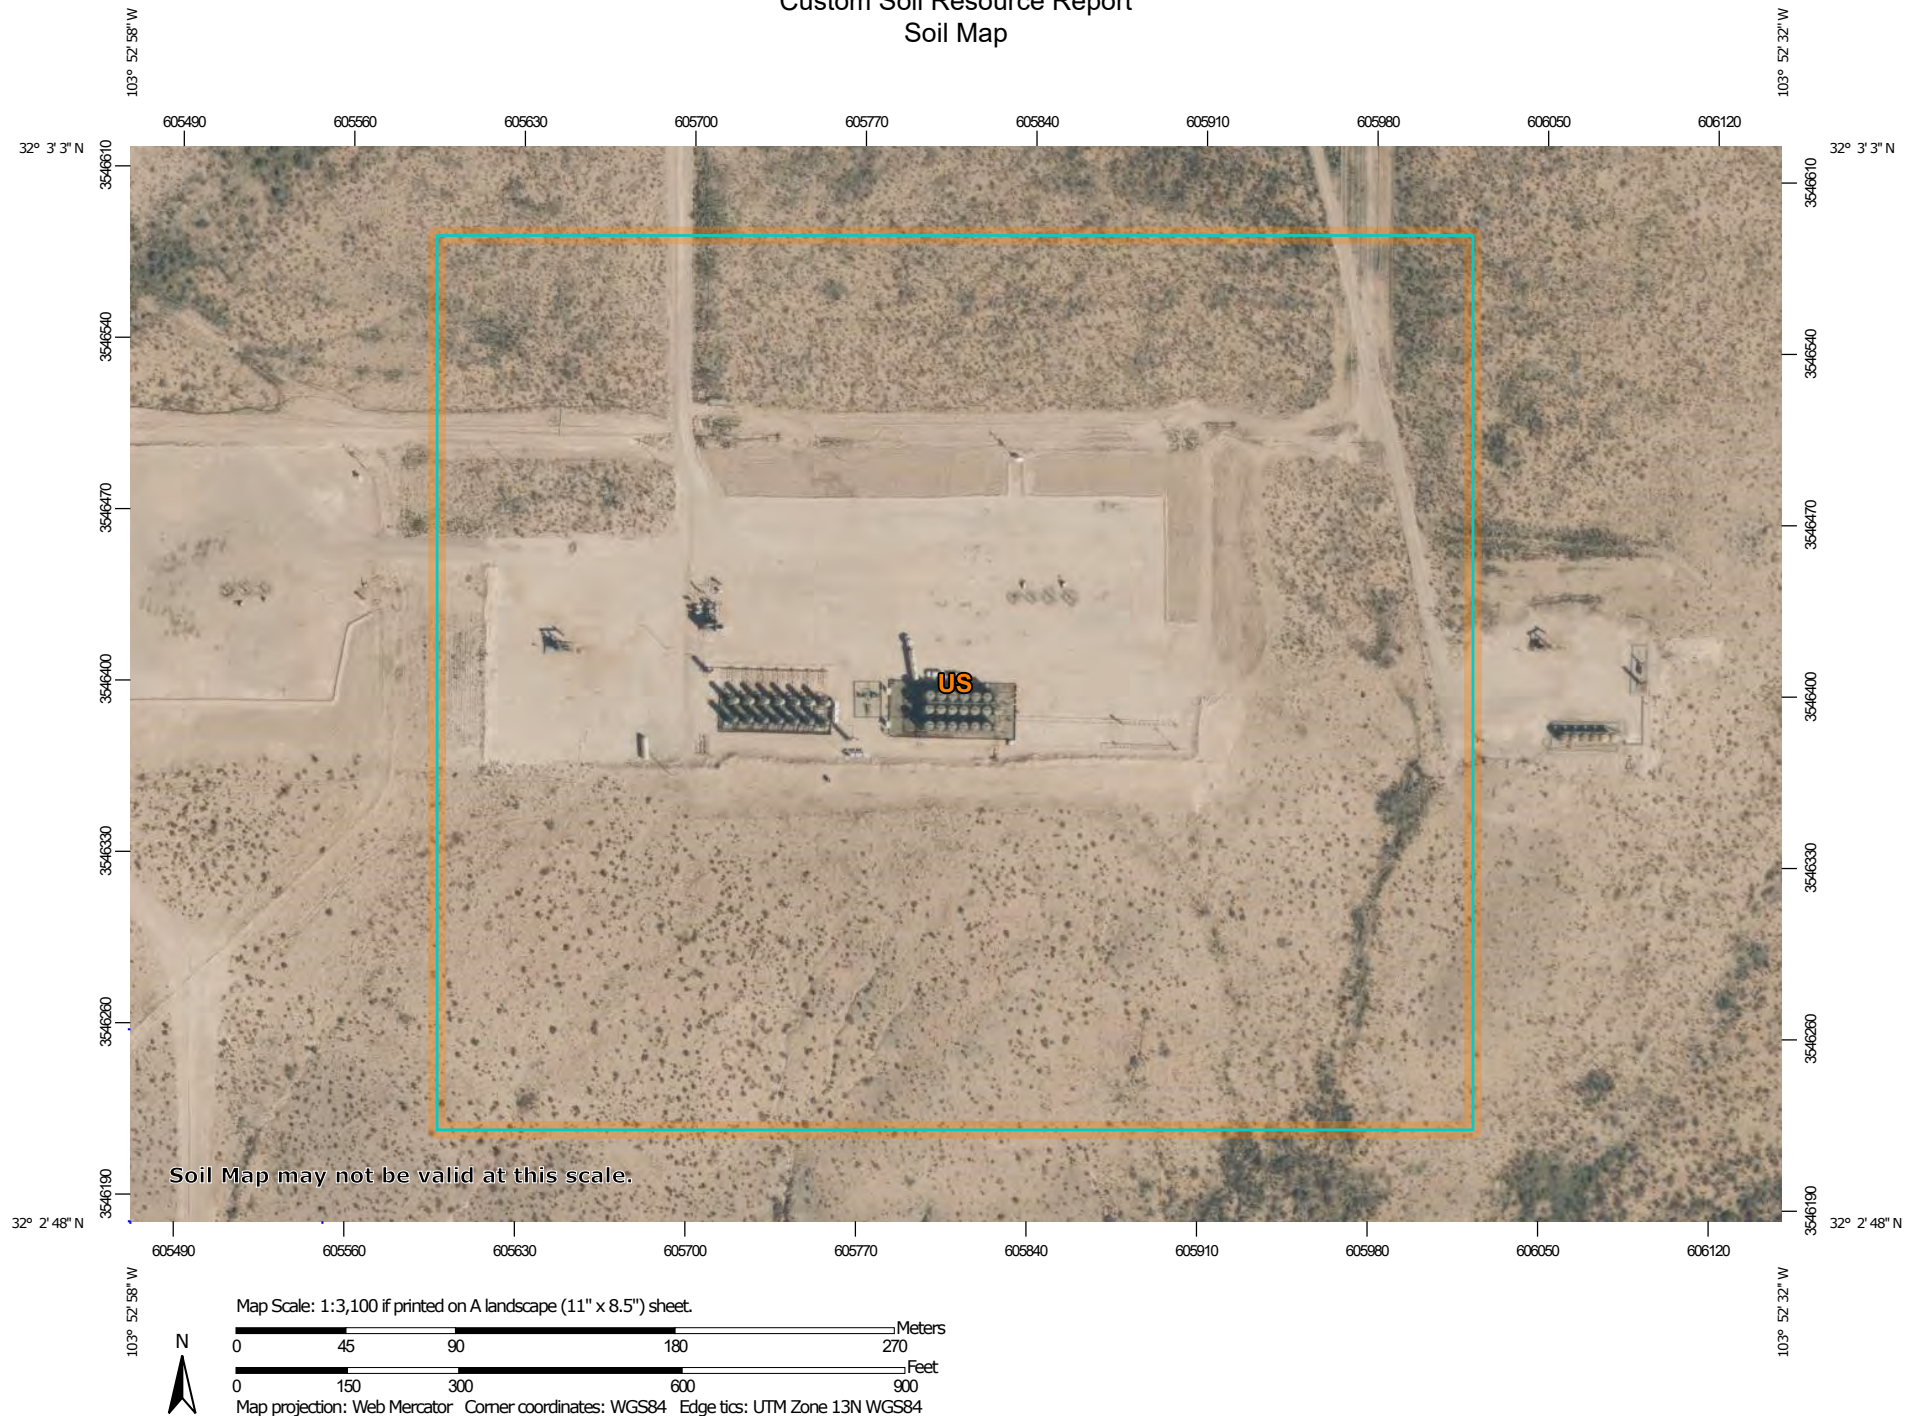 Custom Soil Resource Report
Soil Map
103° 52' 58" W
103° 52' 32" W
605490 605560 605630 605700 605770 605840 605910 605980 606050 606120
32° 3' 3" N
32° 3' 3" N
3546610
3546610
3546540
3546540
3546470
3546470
3546400
3546400
US
3546330
3546330
3546260
3546260
Soil Map may not be valid at this scale.
3546190
3546190
32° 2' 48" N
32° 2' 48" N
605490 605560 605630 605700 605770 605840 605910 605980 606050 606120
103° 52' 58" W
103° 52' 32" W
Map Scale: 1:3,100 if printed on A landscape (11" x 8.5") sheet.
Meters
0 45 90 180 270
N
Feet
0 150 300 600 900
Map projection: Web Mercator Corner coordinates: WGS84 Edge tics: UTM Zone 13N WGS84